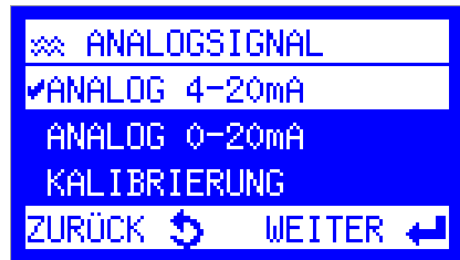 ANALOGSIGNAL
ANALOG 4-20mA
ANALOG 0-20mA
KALIBRIERUNG
ZURÜCK WEITER